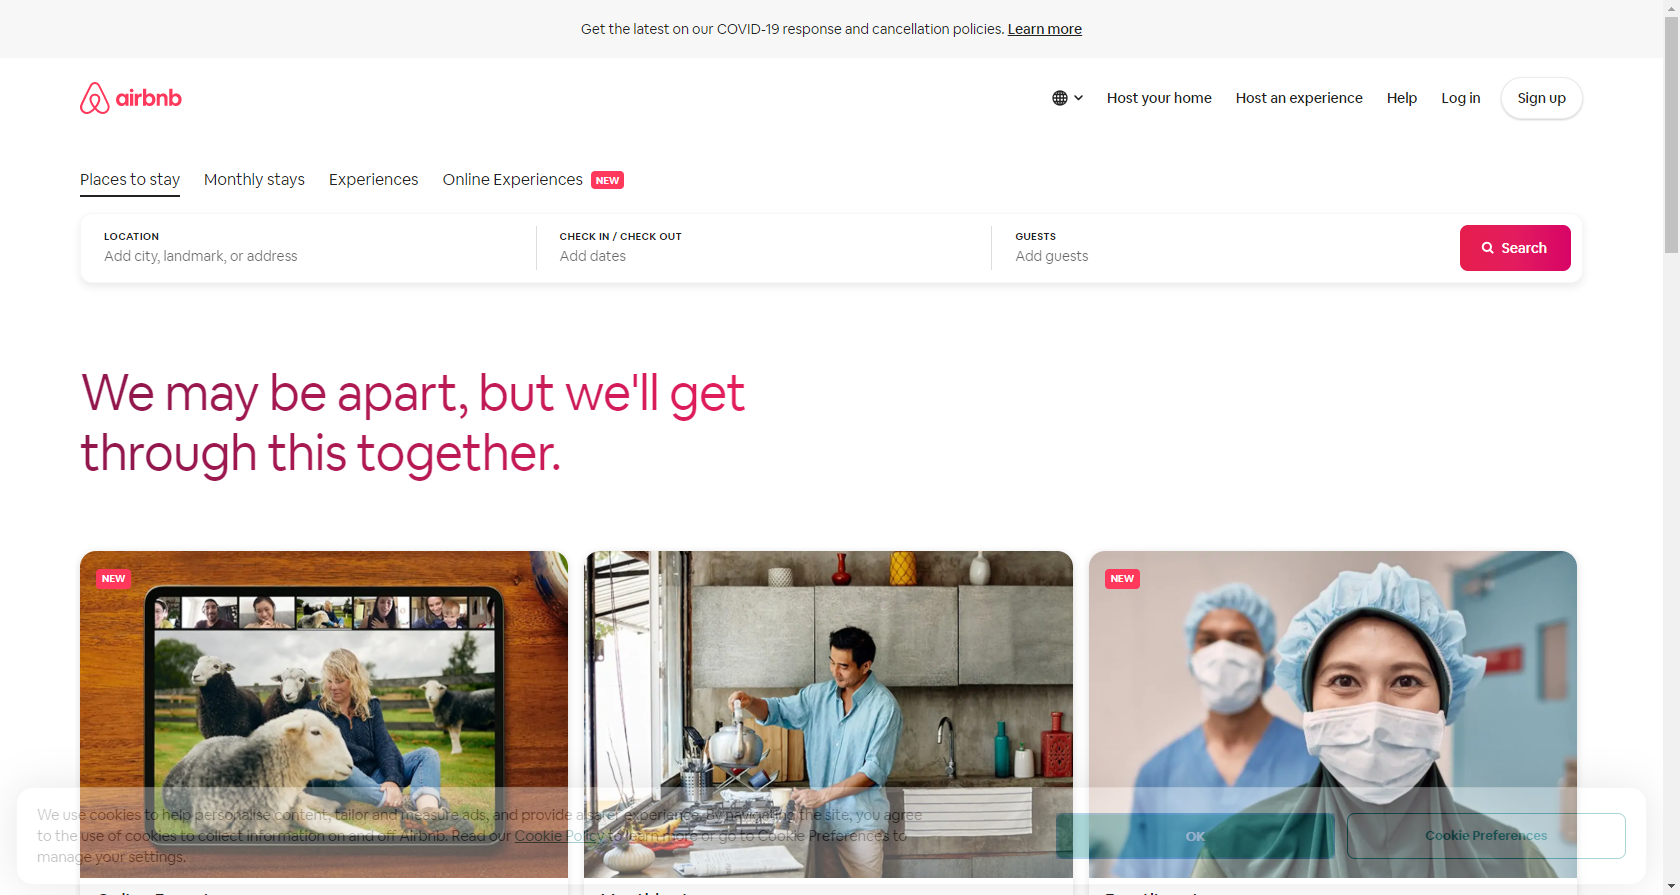 Get the latest on our COVID-19 response and cancellation policies. Learn more
airbnb
Host your home
Host an experience
Help
Log in
Sign up
Places to stay
Monthly stays
Experiences
Online Experiences
NEW
LOCATION
Add city, landmark, or address
CHECK IN / CHECK OUT
Add dates
GUESTS
Add guests
Search
We may be apart, but we'll get
through this together.
NEW
NEW
We use cookies to help personalise content, tailor and measure ads, and provide a safer experience. By navigating the site, you agree
to the use of cookies to collect information on and off Airbnb. Read our Cookie Policy to learn more or go to Cookie Preferences to
manage your settings.
OK
Cookie Preferences